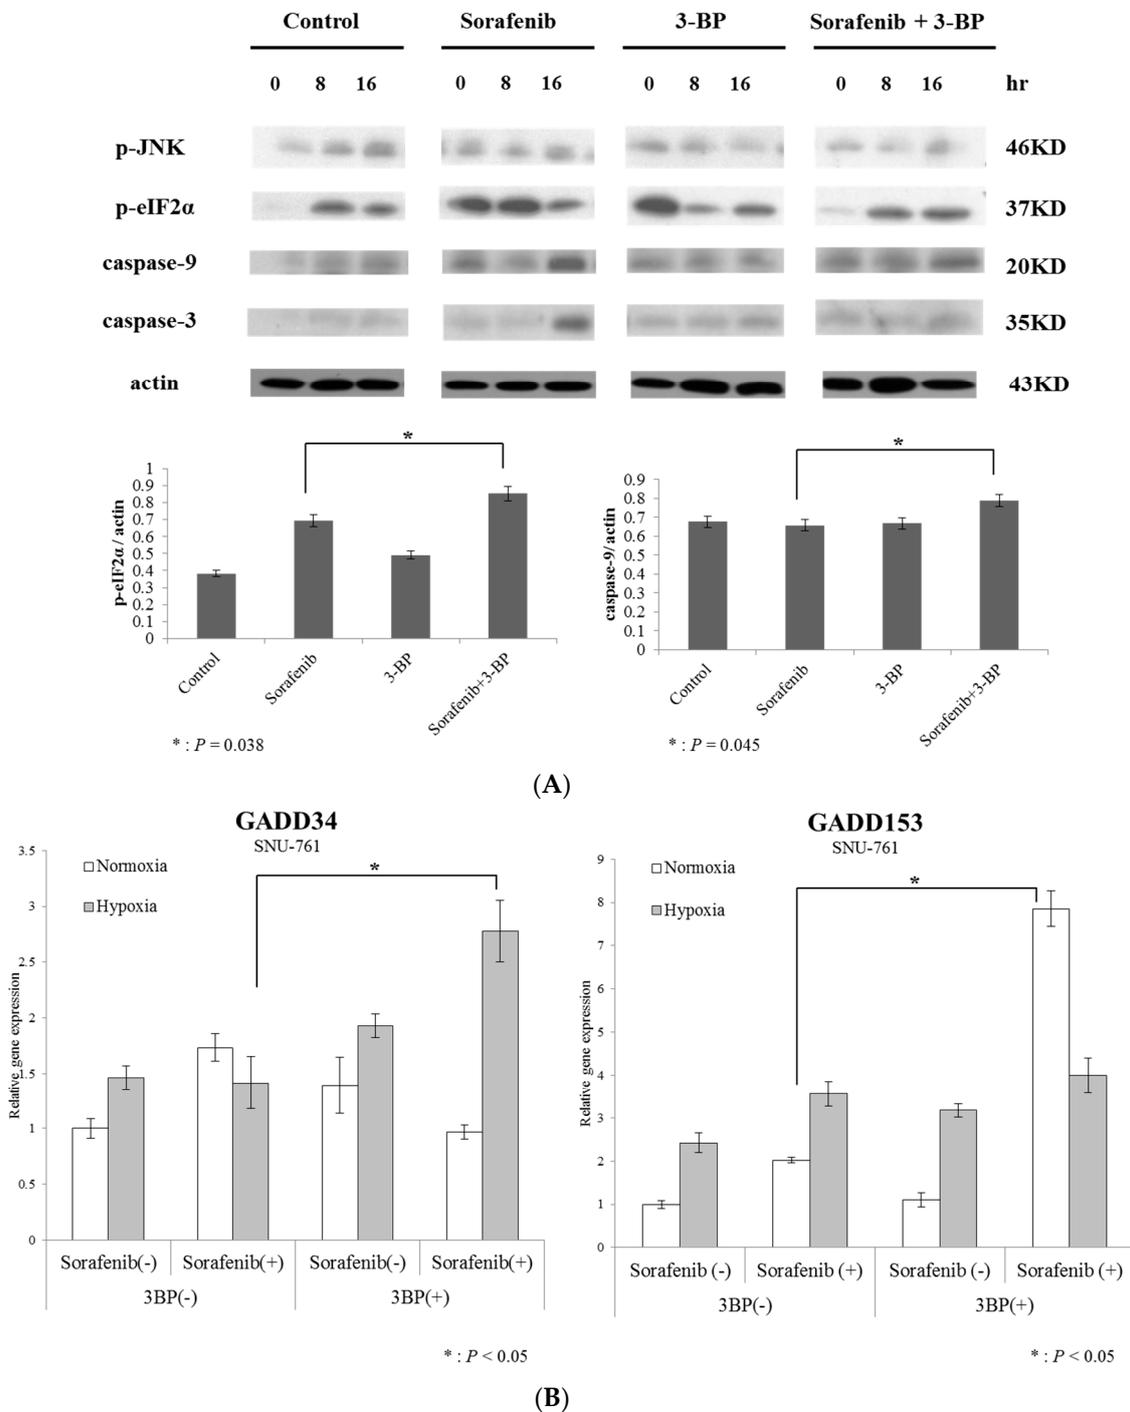 Control Sorafenib 3-BP Sorafenib + 3-BP
0 8 16 0 8 16 0 8 16 0 8 16 hr
p-JNK 46KD
p-eIF2α 37KD
caspase-9 20KD
caspase-3 35KD
actin 43KD
*
*
p-eIF2α / actin
1
0.9
0.8
0.7
0.6
0.5
0.4
0.3
0.2
0.1
0
Control
Sorafenib
3-BP
Sorafenib+3-BP
* : P = 0.038
caspase-9/ actin
0.9
0.8
0.7
0.6
0.5
0.4
0.3
0.2
0.1
0
Control
Sorafenib
3-BP
Sorafenib+3-BP
* : P = 0.045
(A)
GADD34
SNU-761
Normoxia
Hypoxia
*
Relative gene expression
3.5
3
2.5
2
1.5
1
0.5
0
Sorafenib(-) Sorafenib(+) Sorafenib(-) Sorafenib(+)
3BP(-) 3BP(+)
* : P < 0.05
GADD153
SNU-761
Normoxia
Hypoxia
*
Relative gene expression
9
8
7
6
5
4
3
2
1
0
Sorafenib (-) Sorafenib (+) Sorafenib (-) Sorafenib (+)
3BP(-) 3BP(+)
* : P < 0.05
(B)